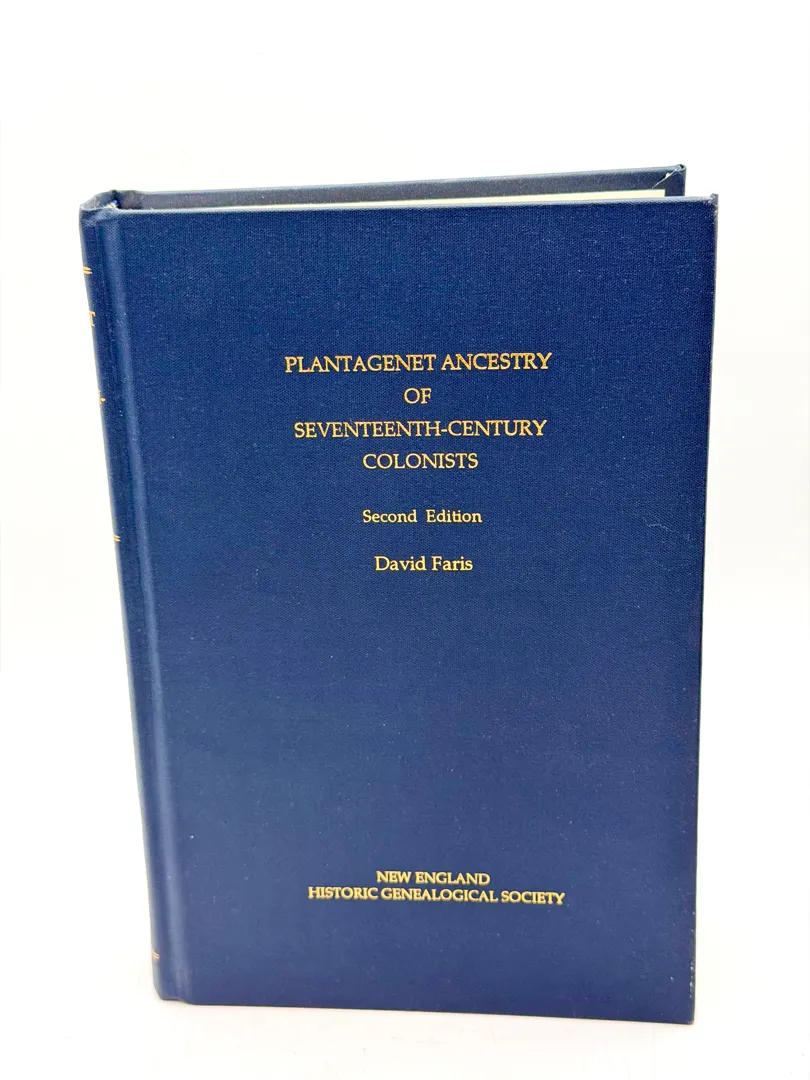 PLANTAGENET ANCESTRY
OF
SEVENTEENTH-CENTURY
COLONISTS
Second Edition
David Faris
NEW ENGLAND
HISTORIC GENEALOGICAL SOCIETY